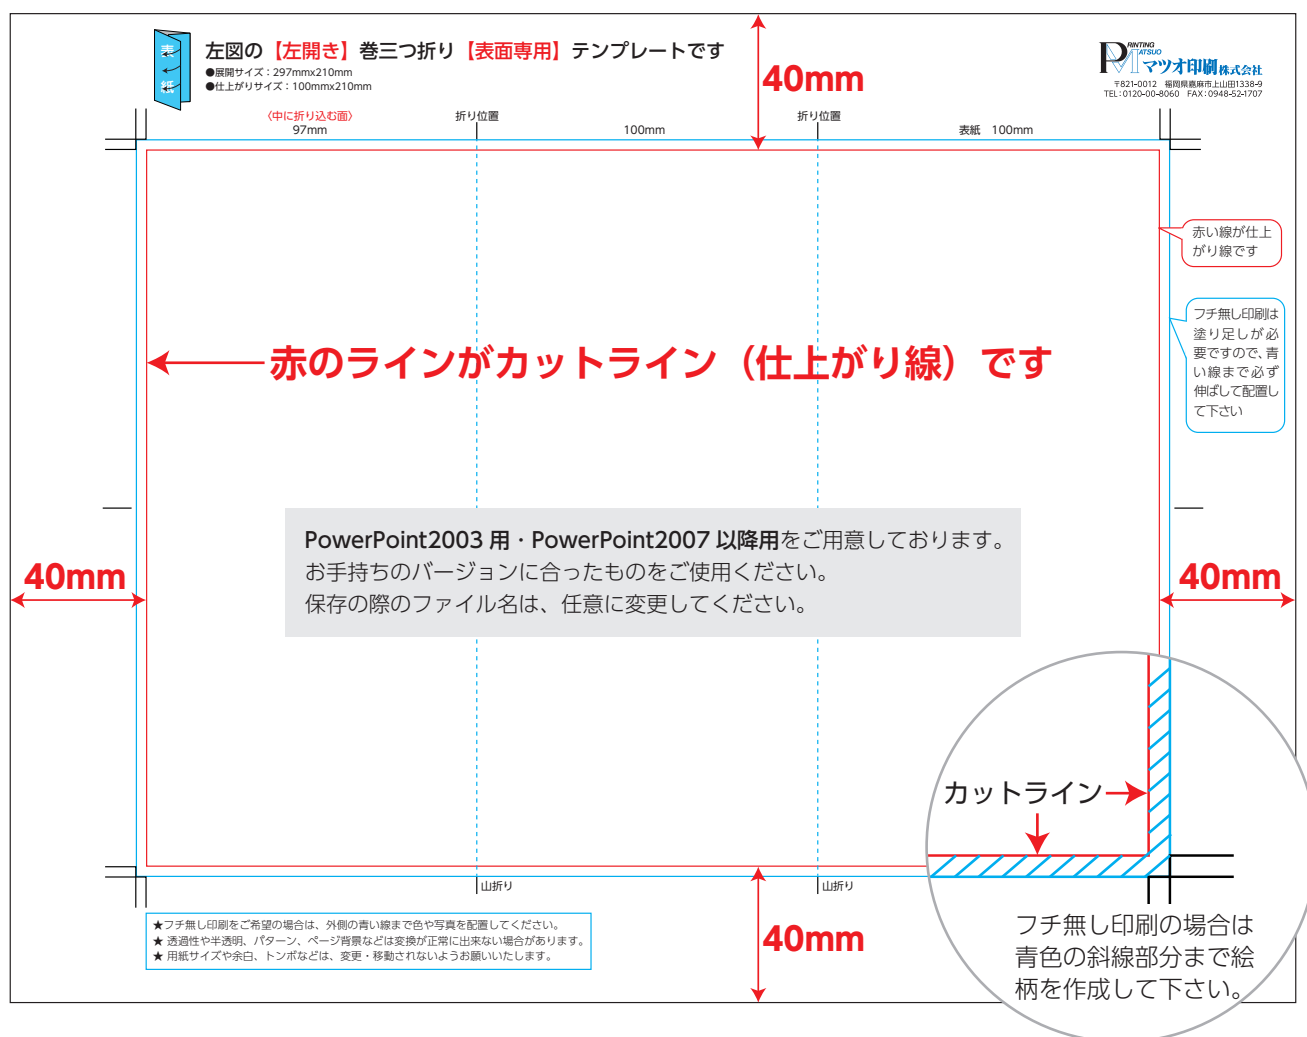 表
紙
左図の【左開き】巻三つ折り【表面専用】テンプレートです
●展開サイズ：297mmx210mm
●仕上がりサイズ：100mmx210mm
40mm
PRINTING
MATSUO
マツオ印刷株式会社
〒821-0012 福岡県嘉麻市上山田1338-9
TEL：0120-00-8060 FAX：0948-52-1707
〈中に折り込む面〉
97mm
折り位置
100mm
折り位置
表紙 100mm
赤い線が仕上
がり線です
フチ無し印刷は
塗り足しが必
要ですので、青
い線まで必ず
伸ばして配置し
て下さい
赤のラインがカットライン（仕上がり線）です
PowerPoint2003 用・PowerPoint2007 以降用をご用意しております。
お手持ちのバージョンに合ったものをご使用ください。
保存の際のファイル名は、任意に変更してください。
40mm
40mm
カットライン
山折り
山折り
フチ無し印刷の場合は
青色の斜線部分まで絵
柄を作成して下さい。
★フチ無し印刷をご希望の場合は、外側の青い線まで色や写真を配置してください。
★ 透過性や半透明、パターン、ページ背景などは変換が正常に出来ない場合があります。
★ 用紙サイズや余白、トンボなどは、変更・移動されないようお願いいたします。
40mm